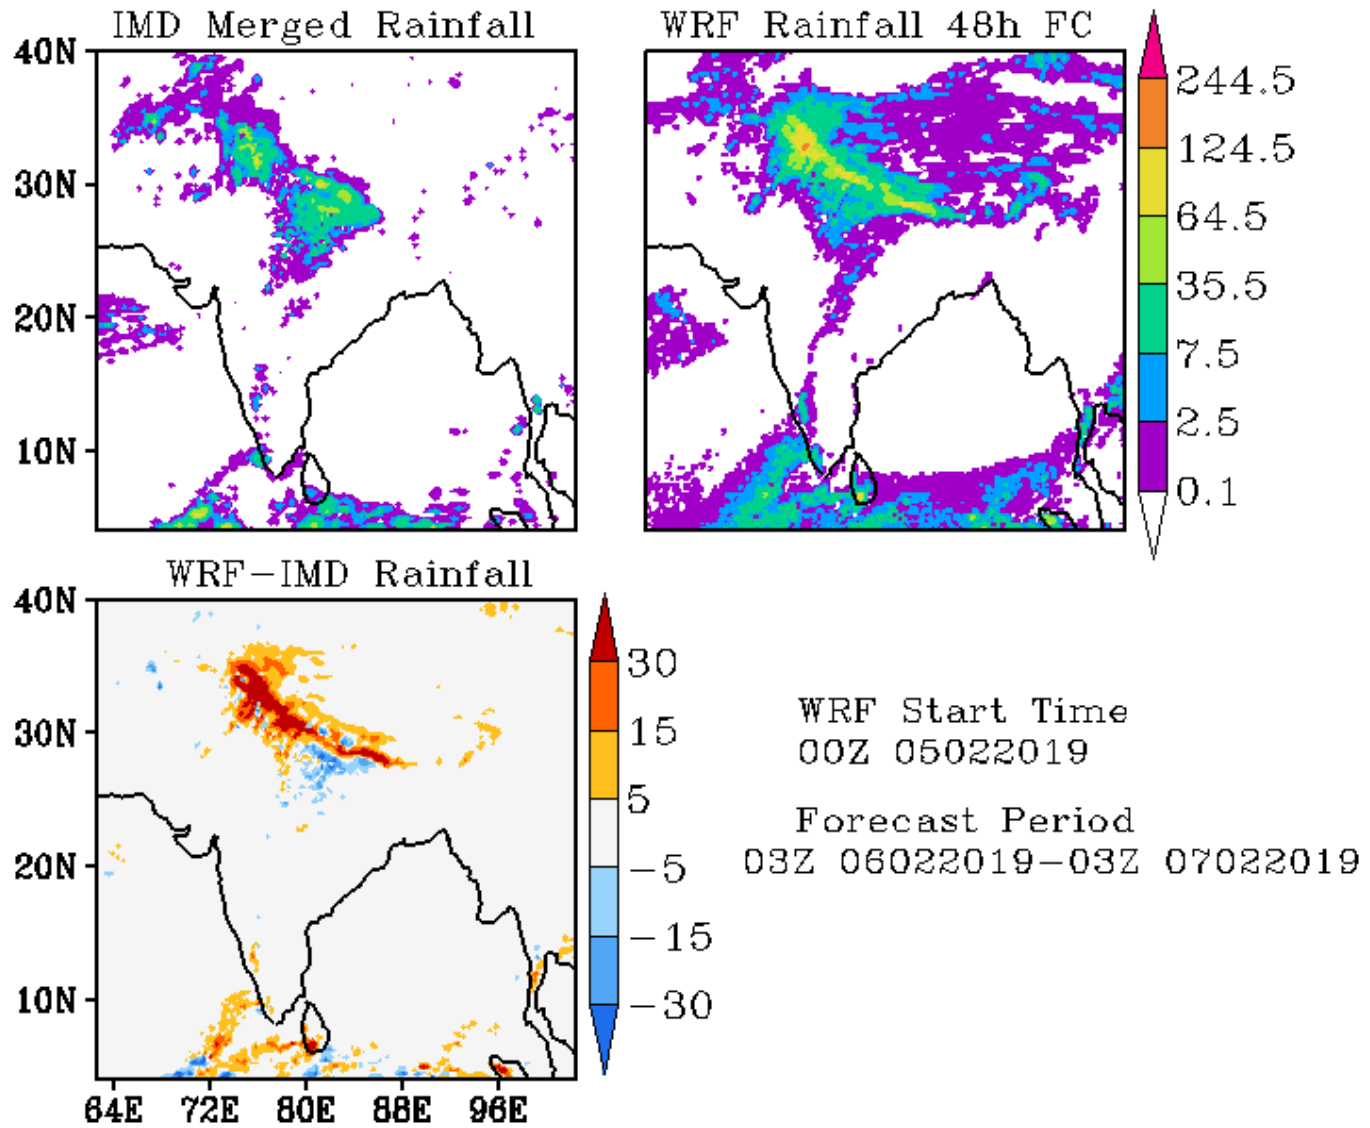 IMD Merged Rainfall
WRF Rainfall 48h FC
40N
30N
20N
10N
244.5
124.5
64.5
35.5
7.5
2.5
0.1
WRF-IMD Rainfall
40N
30N
20N
10N
64E 72E 80E 88E 96E
30
15
5
-5
-15
-30
WRF Start Time
00Z 05022019
Forecast Period
03Z 06022019-03Z 07022019